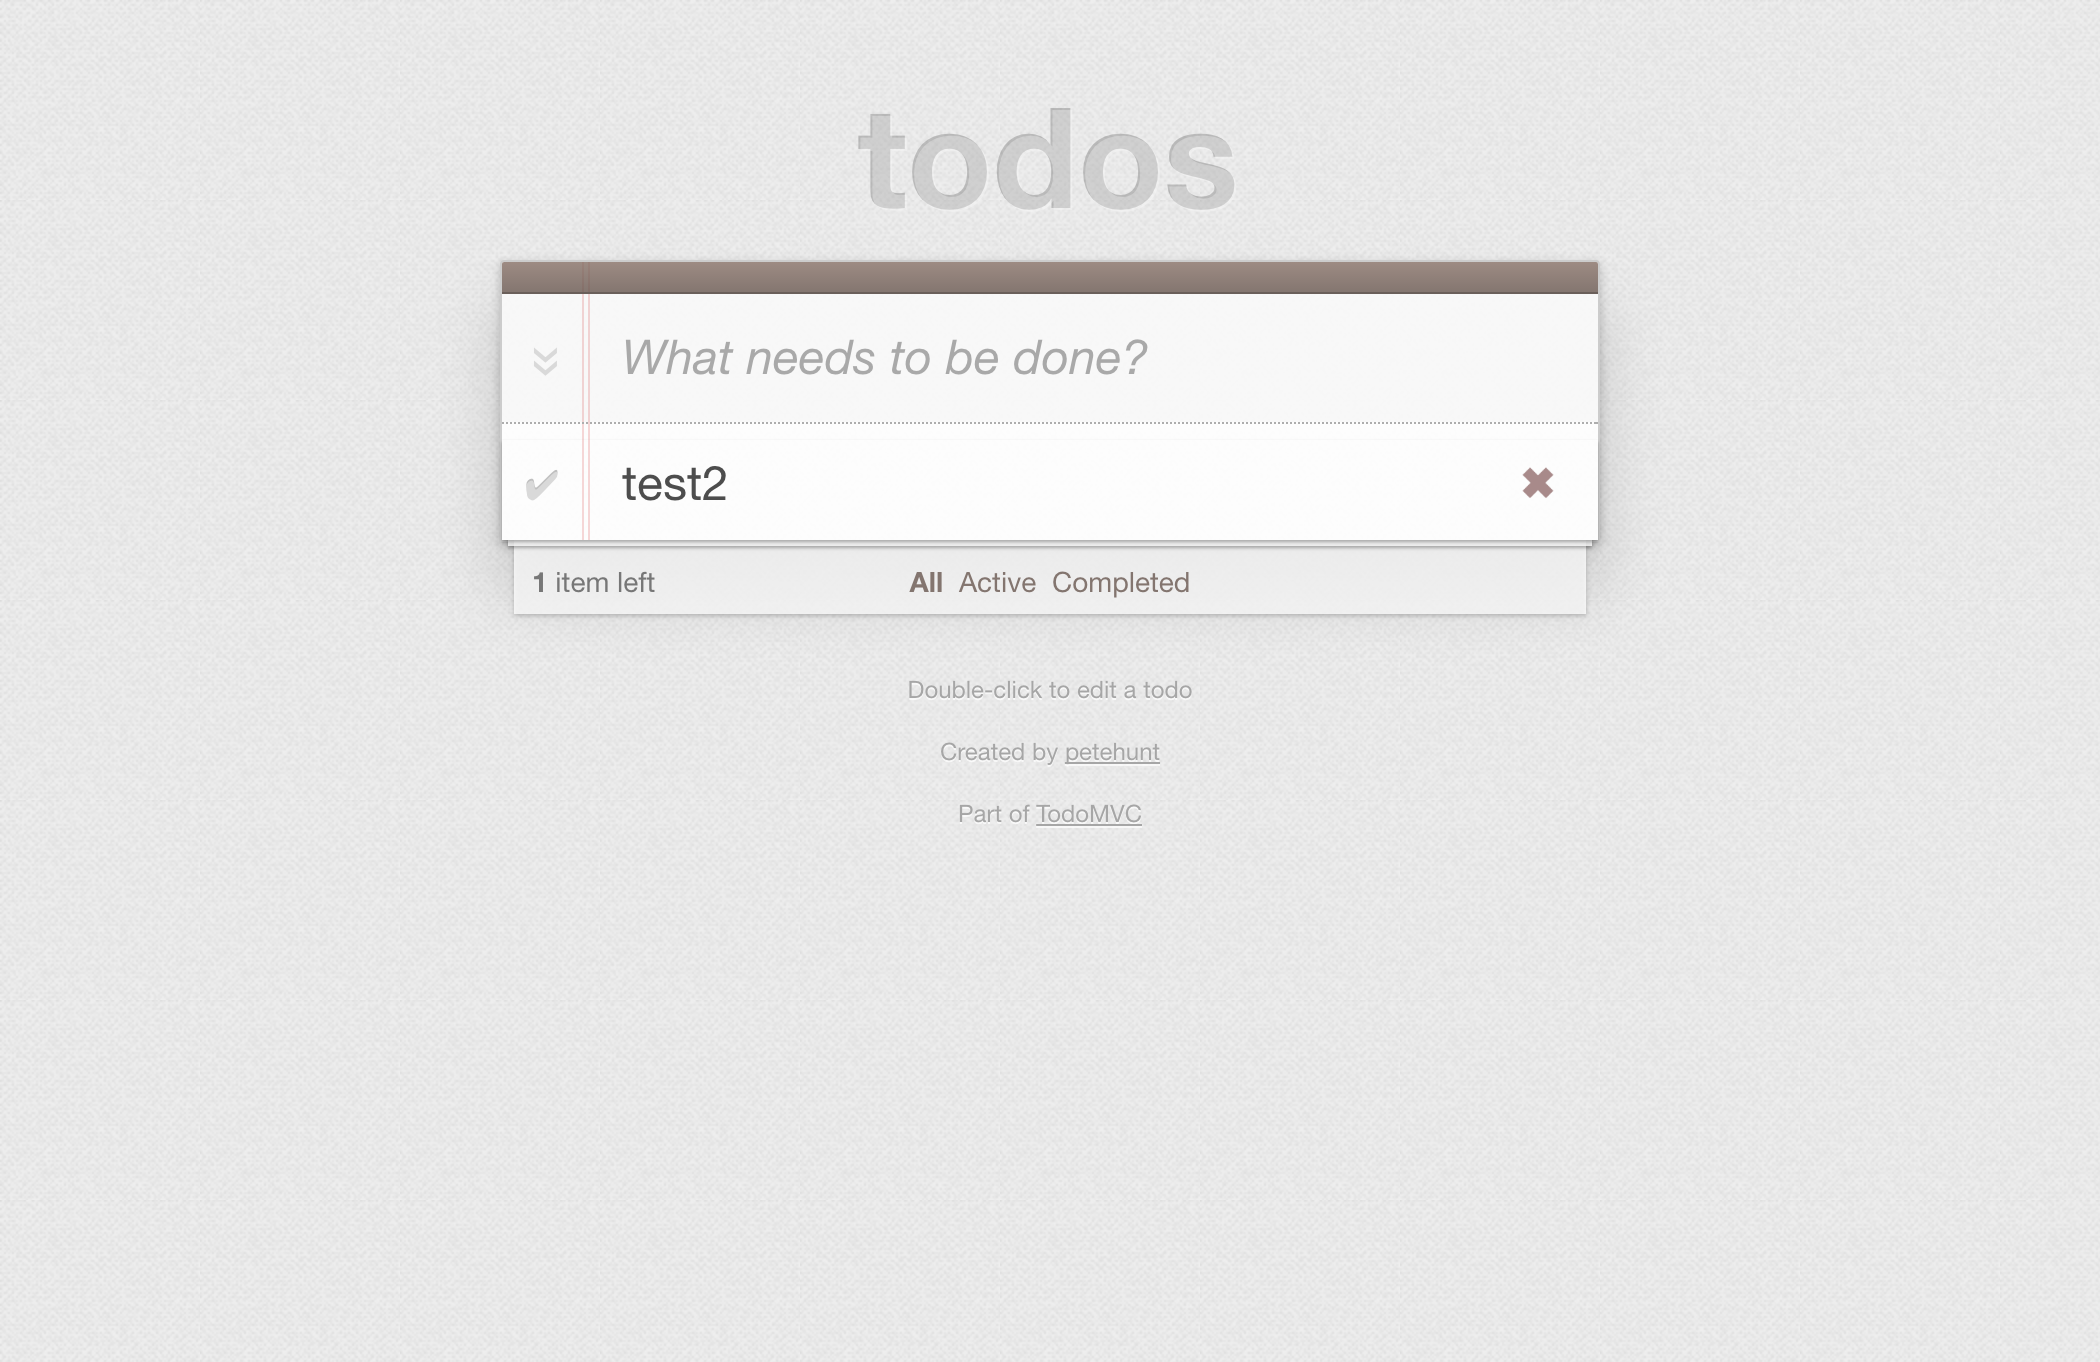 todos
What needs to be done?
test2
1 item left All Active Completed
Double-click to edit a todo
Created by petehunt
Part of TodoMVC